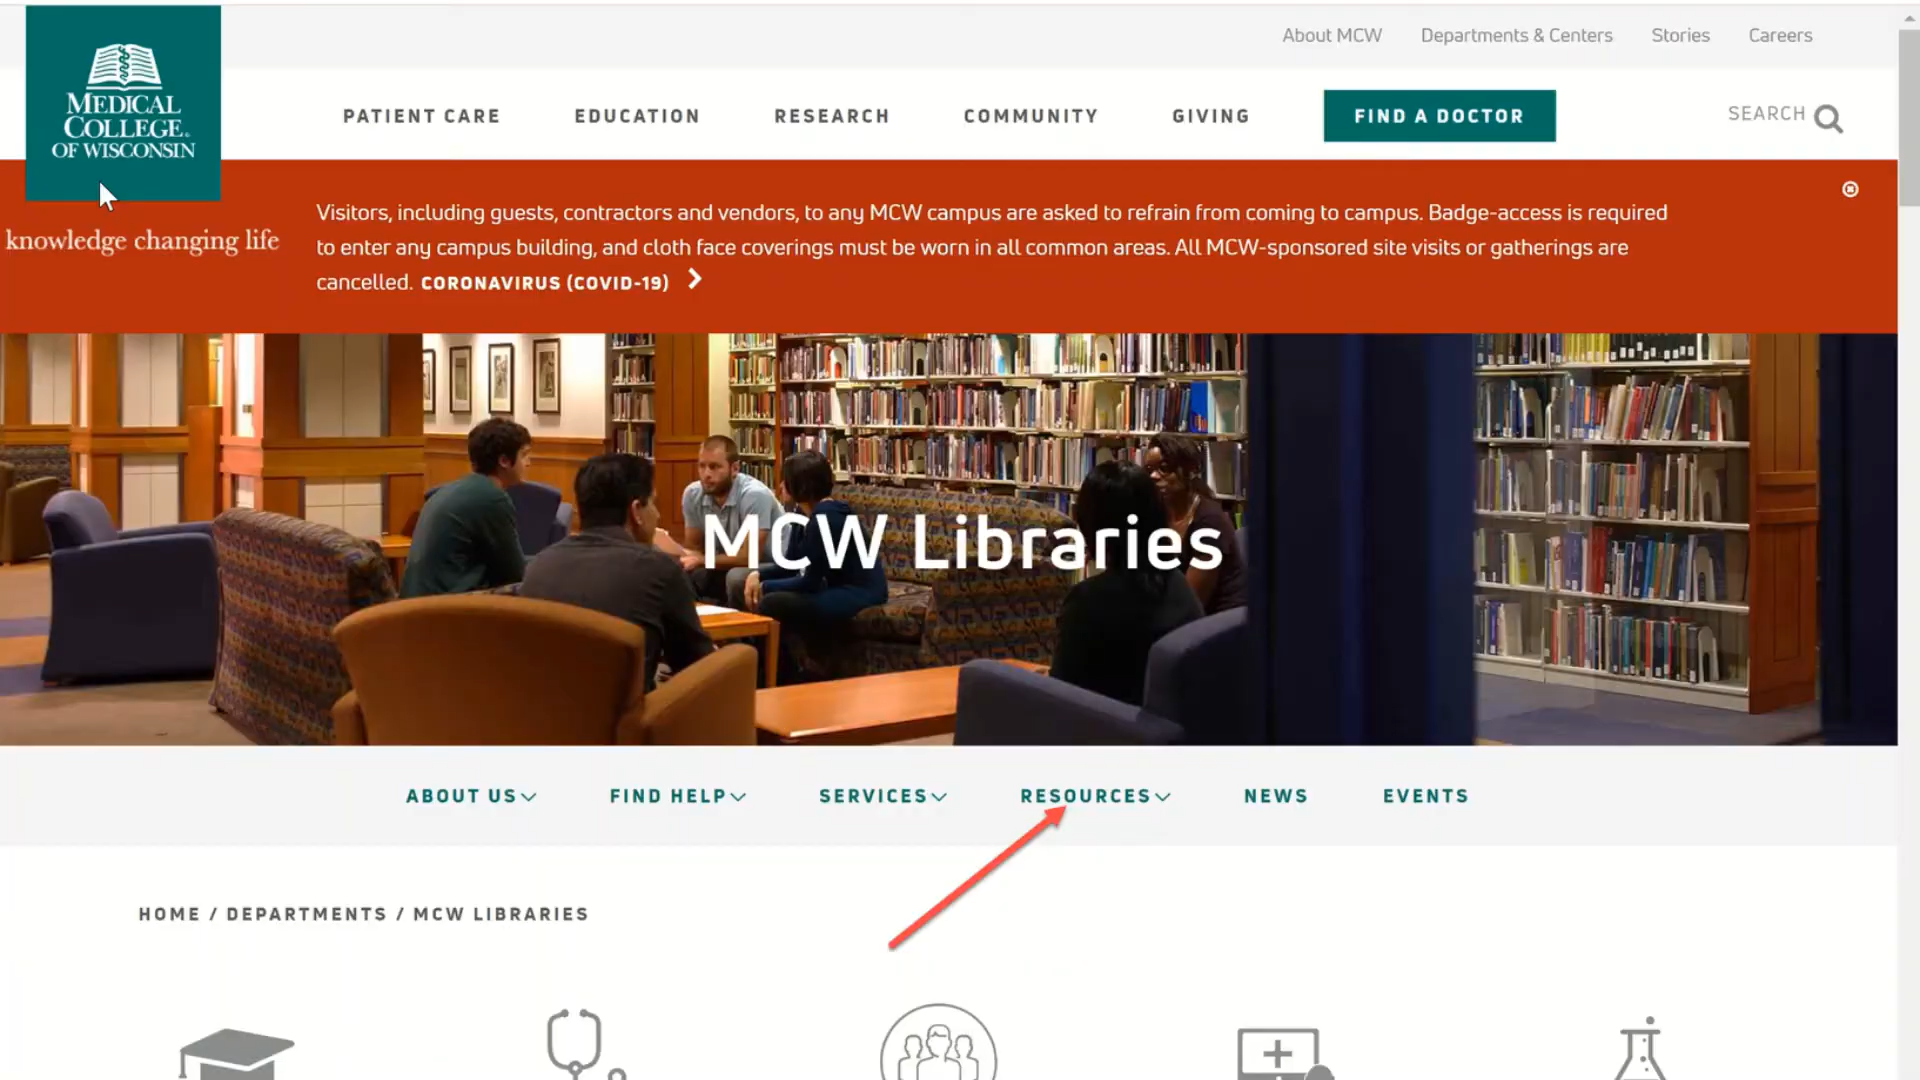 About MCW Departments & Centers Stories Careers
MEDICAL
COLLEGE
OF WISCONSIN
PATIENT CARE EDUCATION RESEARCH COMMUNITY GIVING FIND A DOCTOR SEARCH
knowledge changing life
Visitors, including guests, contractors and vendors, to any MCW campus are asked to refrain from coming to campus. Badge-access is required
to enter any campus building, and cloth face coverings must be worn in all common areas. All MCW-sponsored site visits or gatherings are
cancelled. CORONAVIRUS (COVID-19)
MCW Libraries
ABOUT US FIND HELP SERVICES RESOURCES NEWS EVENTS
HOME / DEPARTMENTS / MCW LIBRARIES